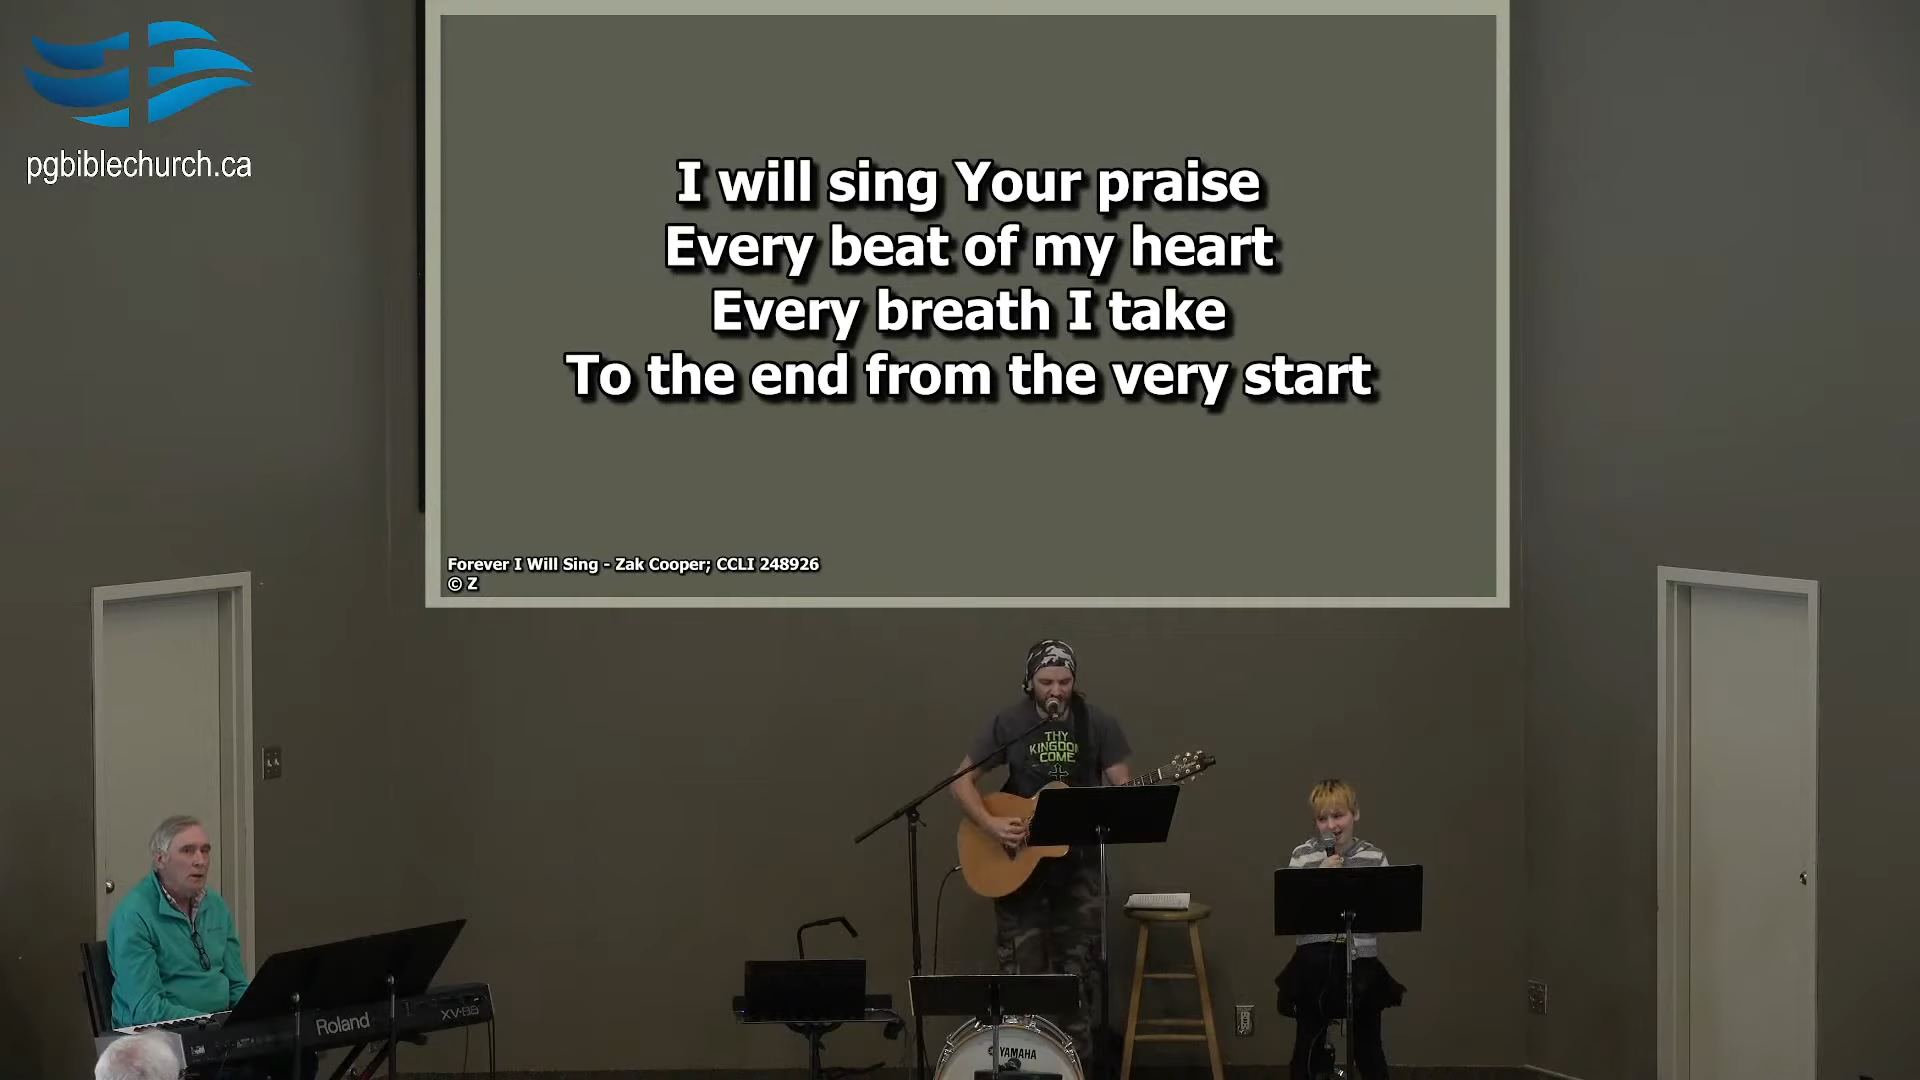 pgbiblechurch.ca
I will sing Your praise
Every beat of my heart
Every breath I take
To the end from the very start
Forever I Will Sing - Zak Cooper; CCLI 248926
© Z
THY
KINGDOM
COME
Roland
XV-88
YAMAHA